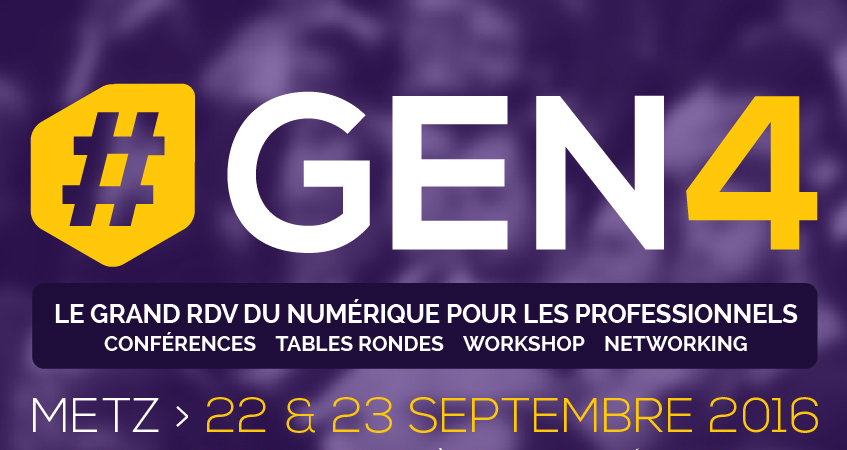 #GEN4
LE GRAND RDV DU NUMÉRIQUE POUR LES PROFESSIONNELS
CONFÉRENCES TABLES RONDES WORKSHOP NETWORKING
METZ > 22 & 23 SEPTEMBRE 2016